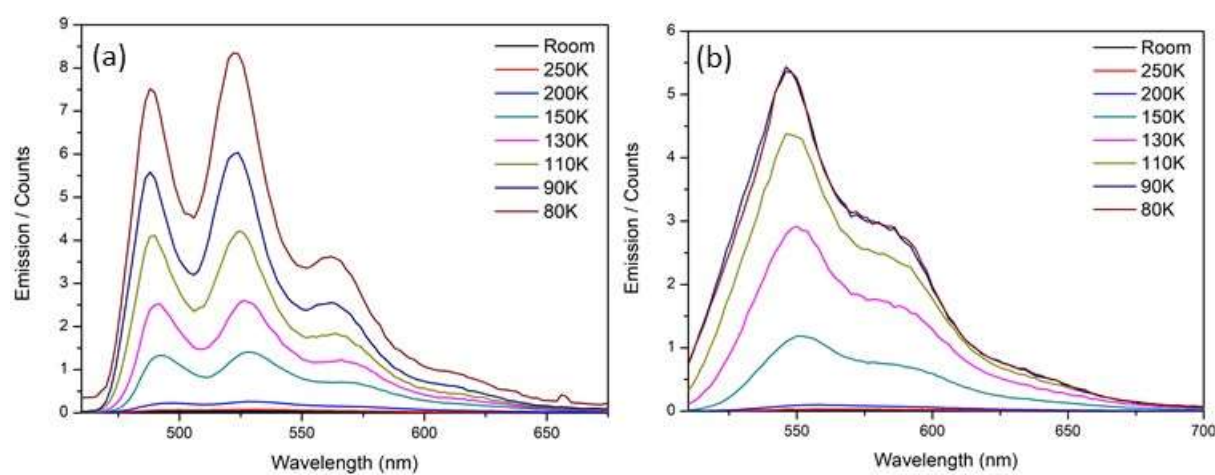 (a)
Room
250K
200K
150K
130K
110K
90K
80K
9
8
7
6
5
4
3
2
1
0
500
550
600
650
Emission / Counts
Wavelength (nm)
(b)
Room
250K
200K
150K
130K
110K
90K
80K
6
5
4
3
2
1
0
550
600
650
700
Emission / Counts
Wavelength (nm)